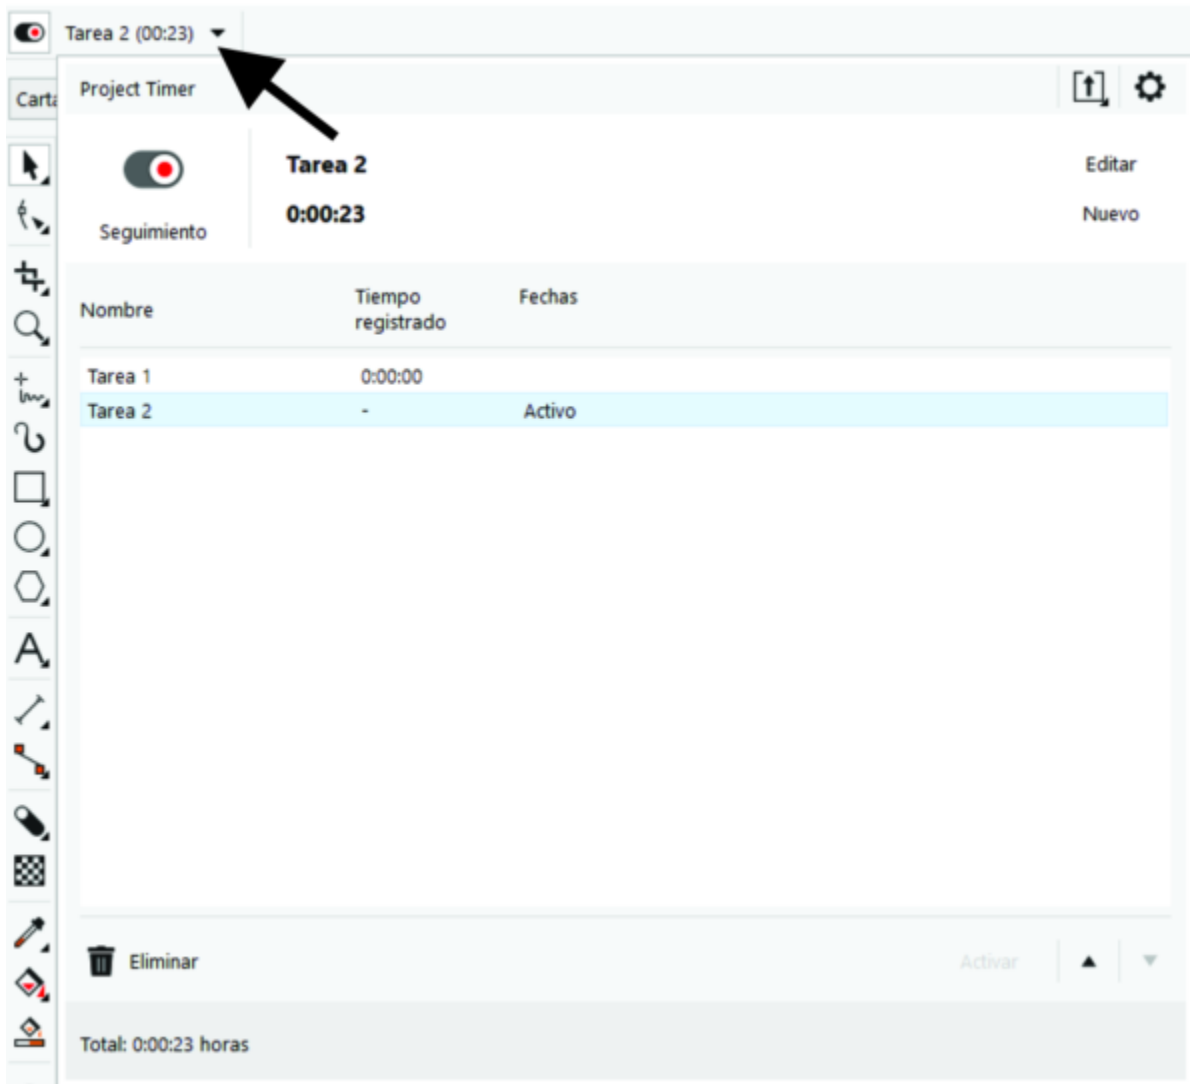 Tarea 2 (00:23)
Project Timer
Carta
Tarea 2
Editar
0:00:23
Nuevo
Seguimiento
Nombre
Tiempo
registrado
Fechas
Tarea 1 0:00:00
Tarea 2 - Activo
Eliminar
Activar
Total: 0:00:23 horas